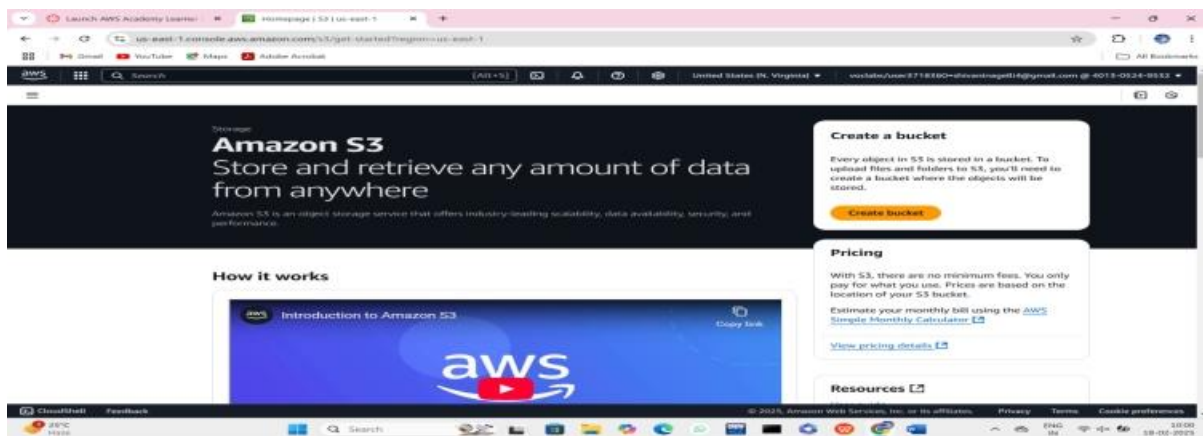 Launch AWS Academy Learner
Homepage | S3 | us-east-1
us-east-1.console.aws.amazon.com/s3/get-started?region=us-east-1
Gmail YouTube Maps Adobe Acrobat
All Bookmarks
aws Search [Alt+S] United States (N. Virginia)
Storage
Amazon S3
Store and retrieve any amount of data
from anywhere
Amazon S3 is an object storage service that offers industry-leading scalability, data availability, security, and
performance.
Create a bucket
Every object in S3 is stored in a bucket. To
upload files and folders to S3, you'll need to
create a bucket where the objects will be
stored.
Create bucket
Pricing
With S3, there are no minimum fees. You only
pay for what you use. Prices are based on the
location of your S3 bucket.
Estimate your monthly bill using the AWS
Simple Monthly Calculator
View pricing details
Resources
How it works
aws Introduction to Amazon S3
Copy link
aws
CloudShell Feedback
© 2025, Amazon Web Services, Inc. or its affiliates. Privacy Terms Cookie preferences
Search
ENG
IN
10:08
18-02-2025